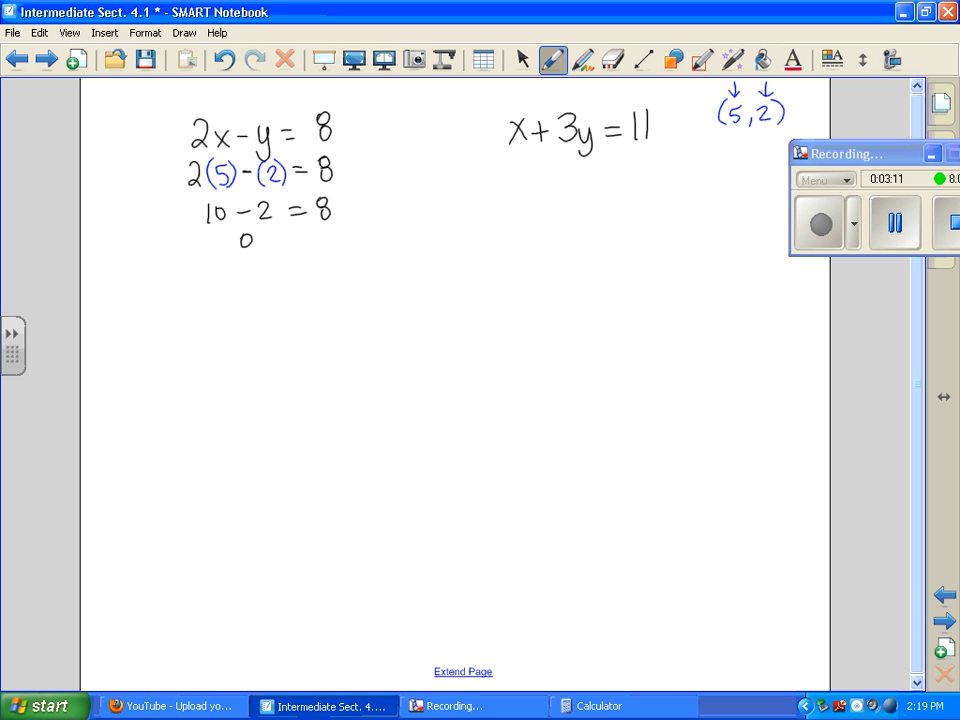 Intermediate Sect. 4.1 * - SMART Notebook
File Edit View Insert Format Draw Help
2x - y = 8
x + 3y = 11
(5, 2)
2(5) - (2) = 8
10 - 2 = 8
0
Recording...
Menu
0:03:11
8.0
Extend Page
start
YouTube - Upload yo...
Intermediate Sect. 4....
Recording...
Calculator
2:19 PM